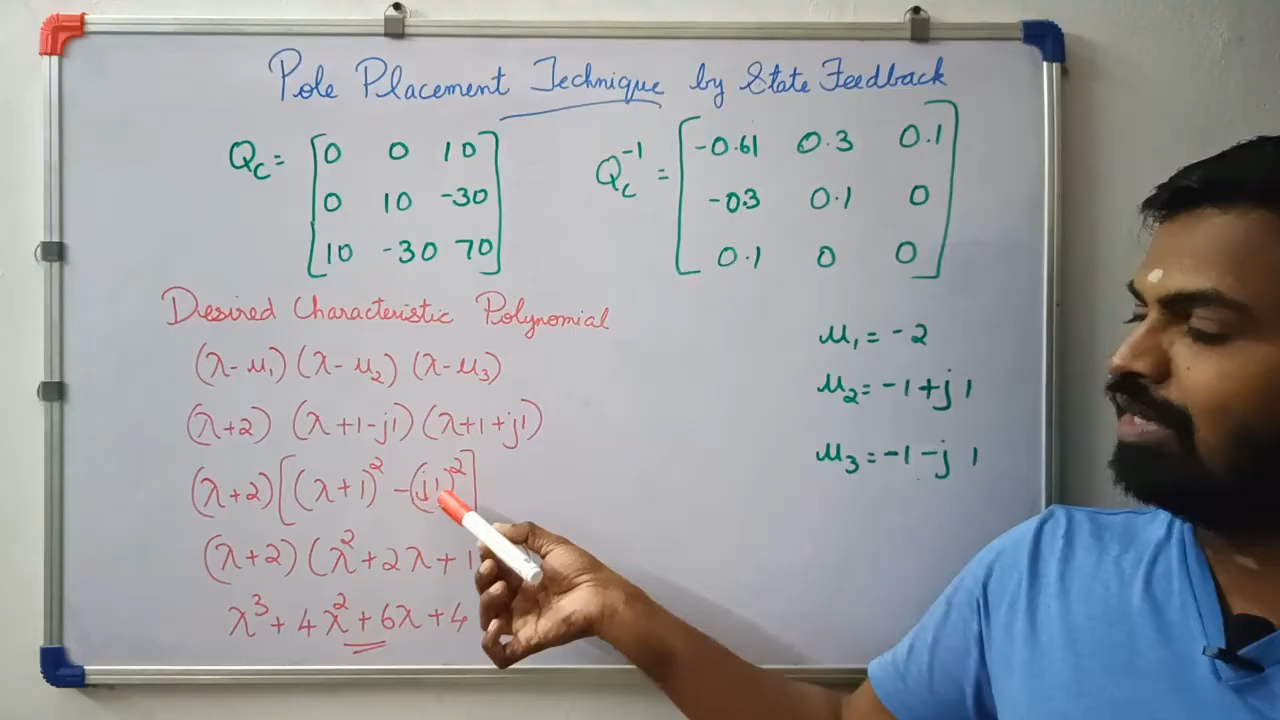 Pole Placement Technique by State Feedback
Qc = [0 0 10
0 10 -30
10 -30 70]
Qc⁻¹ = [-0.61 0.3 0.1
-0.3 0.1 0
0.1 0 0]
Desired Characteristic Polynomial
(λ-μ₁) (λ-μ₂) (λ-μ₃)
(λ+2) (λ+1-j1) (λ+1+j1)
(λ+2) [(λ+1)² - (j1)²]
(λ+2) (λ²+2λ+1
λ³+4λ²+6λ+4
μ₁ = -2
μ₂ = -1+j1
μ₃ = -1-j1